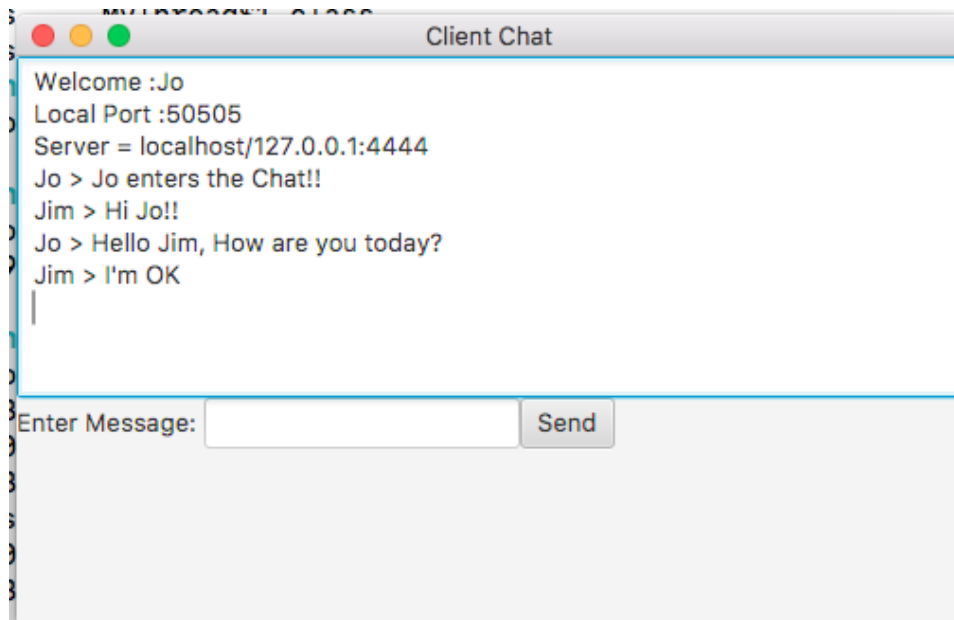 Client Chat
Welcome :Jo
Local Port :50505
Server = localhost/127.0.0.1:4444
Jo > Jo enters the Chat!!
Jim > Hi Jo!!
Jo > Hello Jim, How are you today?
Jim > I'm OK
Enter Message:
Send